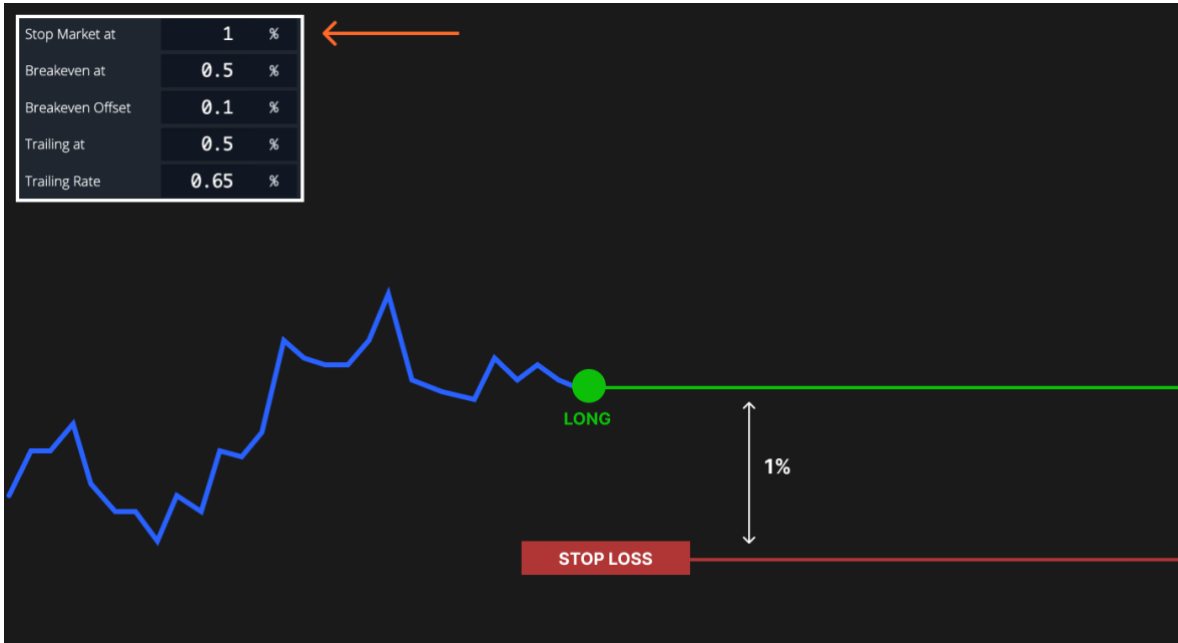 Stop Market at 1 %
Breakeven at 0.5 %
Breakeven Offset 0.1 %
Trailing at 0.5 %
Trailing Rate 0.65 %
LONG
1%
STOP LOSS